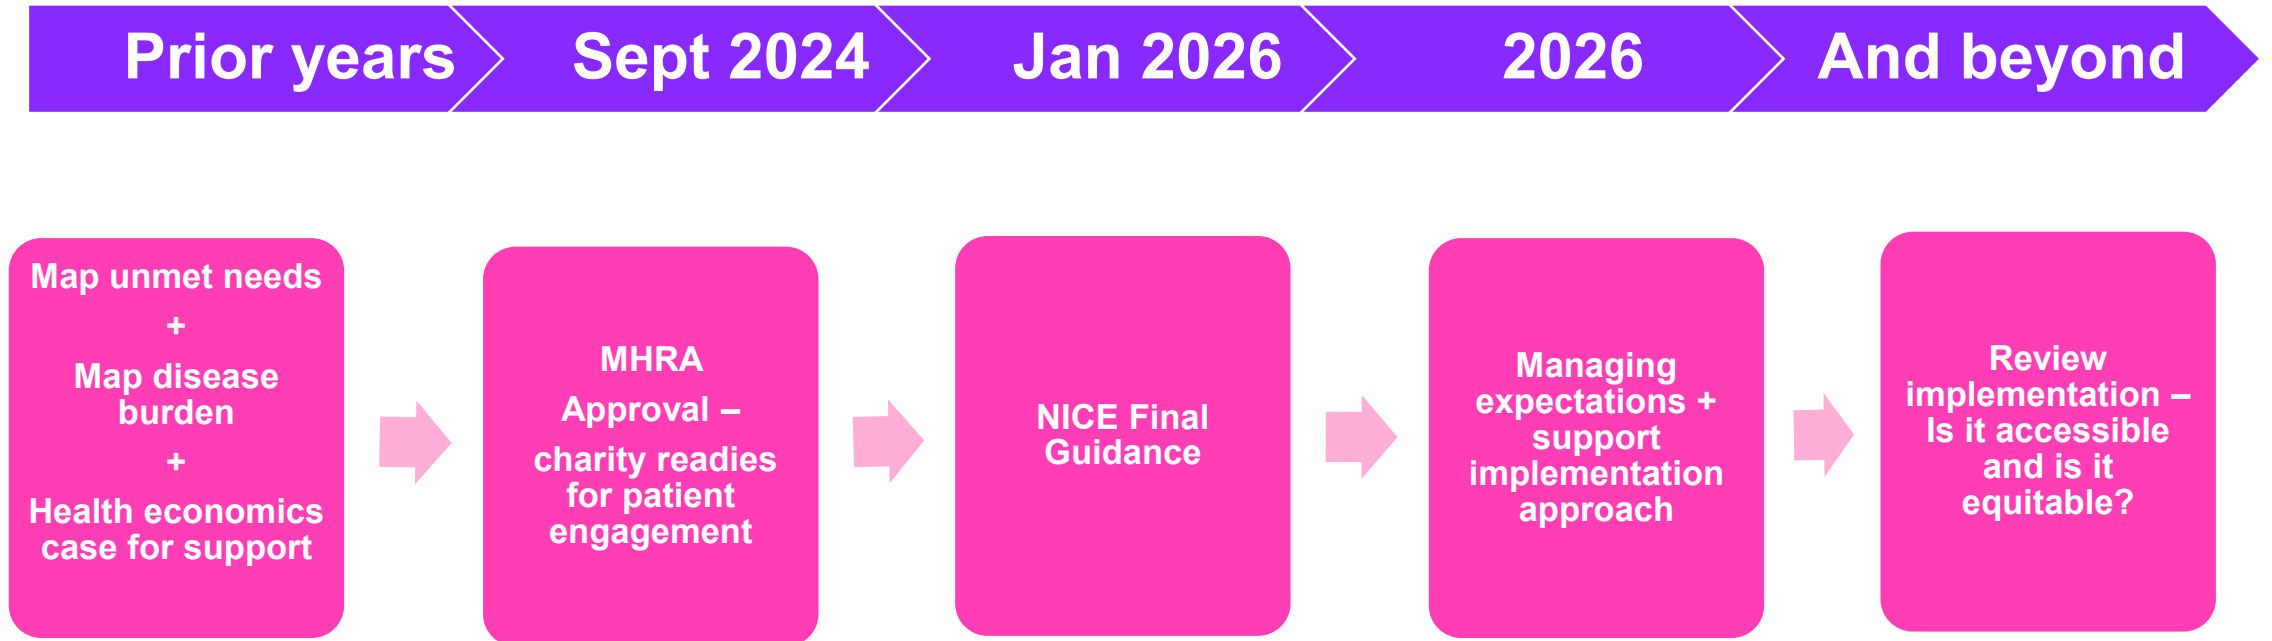 Prior years
Sept 2024
Jan 2026
2026
And beyond
Map unmet needs
+
Map disease
burden
+
Health economics
case for support
MHRA
Approval –
charity readies
for patient
engagement
NICE Final
Guidance
Managing
expectations +
support
implementation
approach
Review
implementation –
Is it accessible
and is it
equitable?